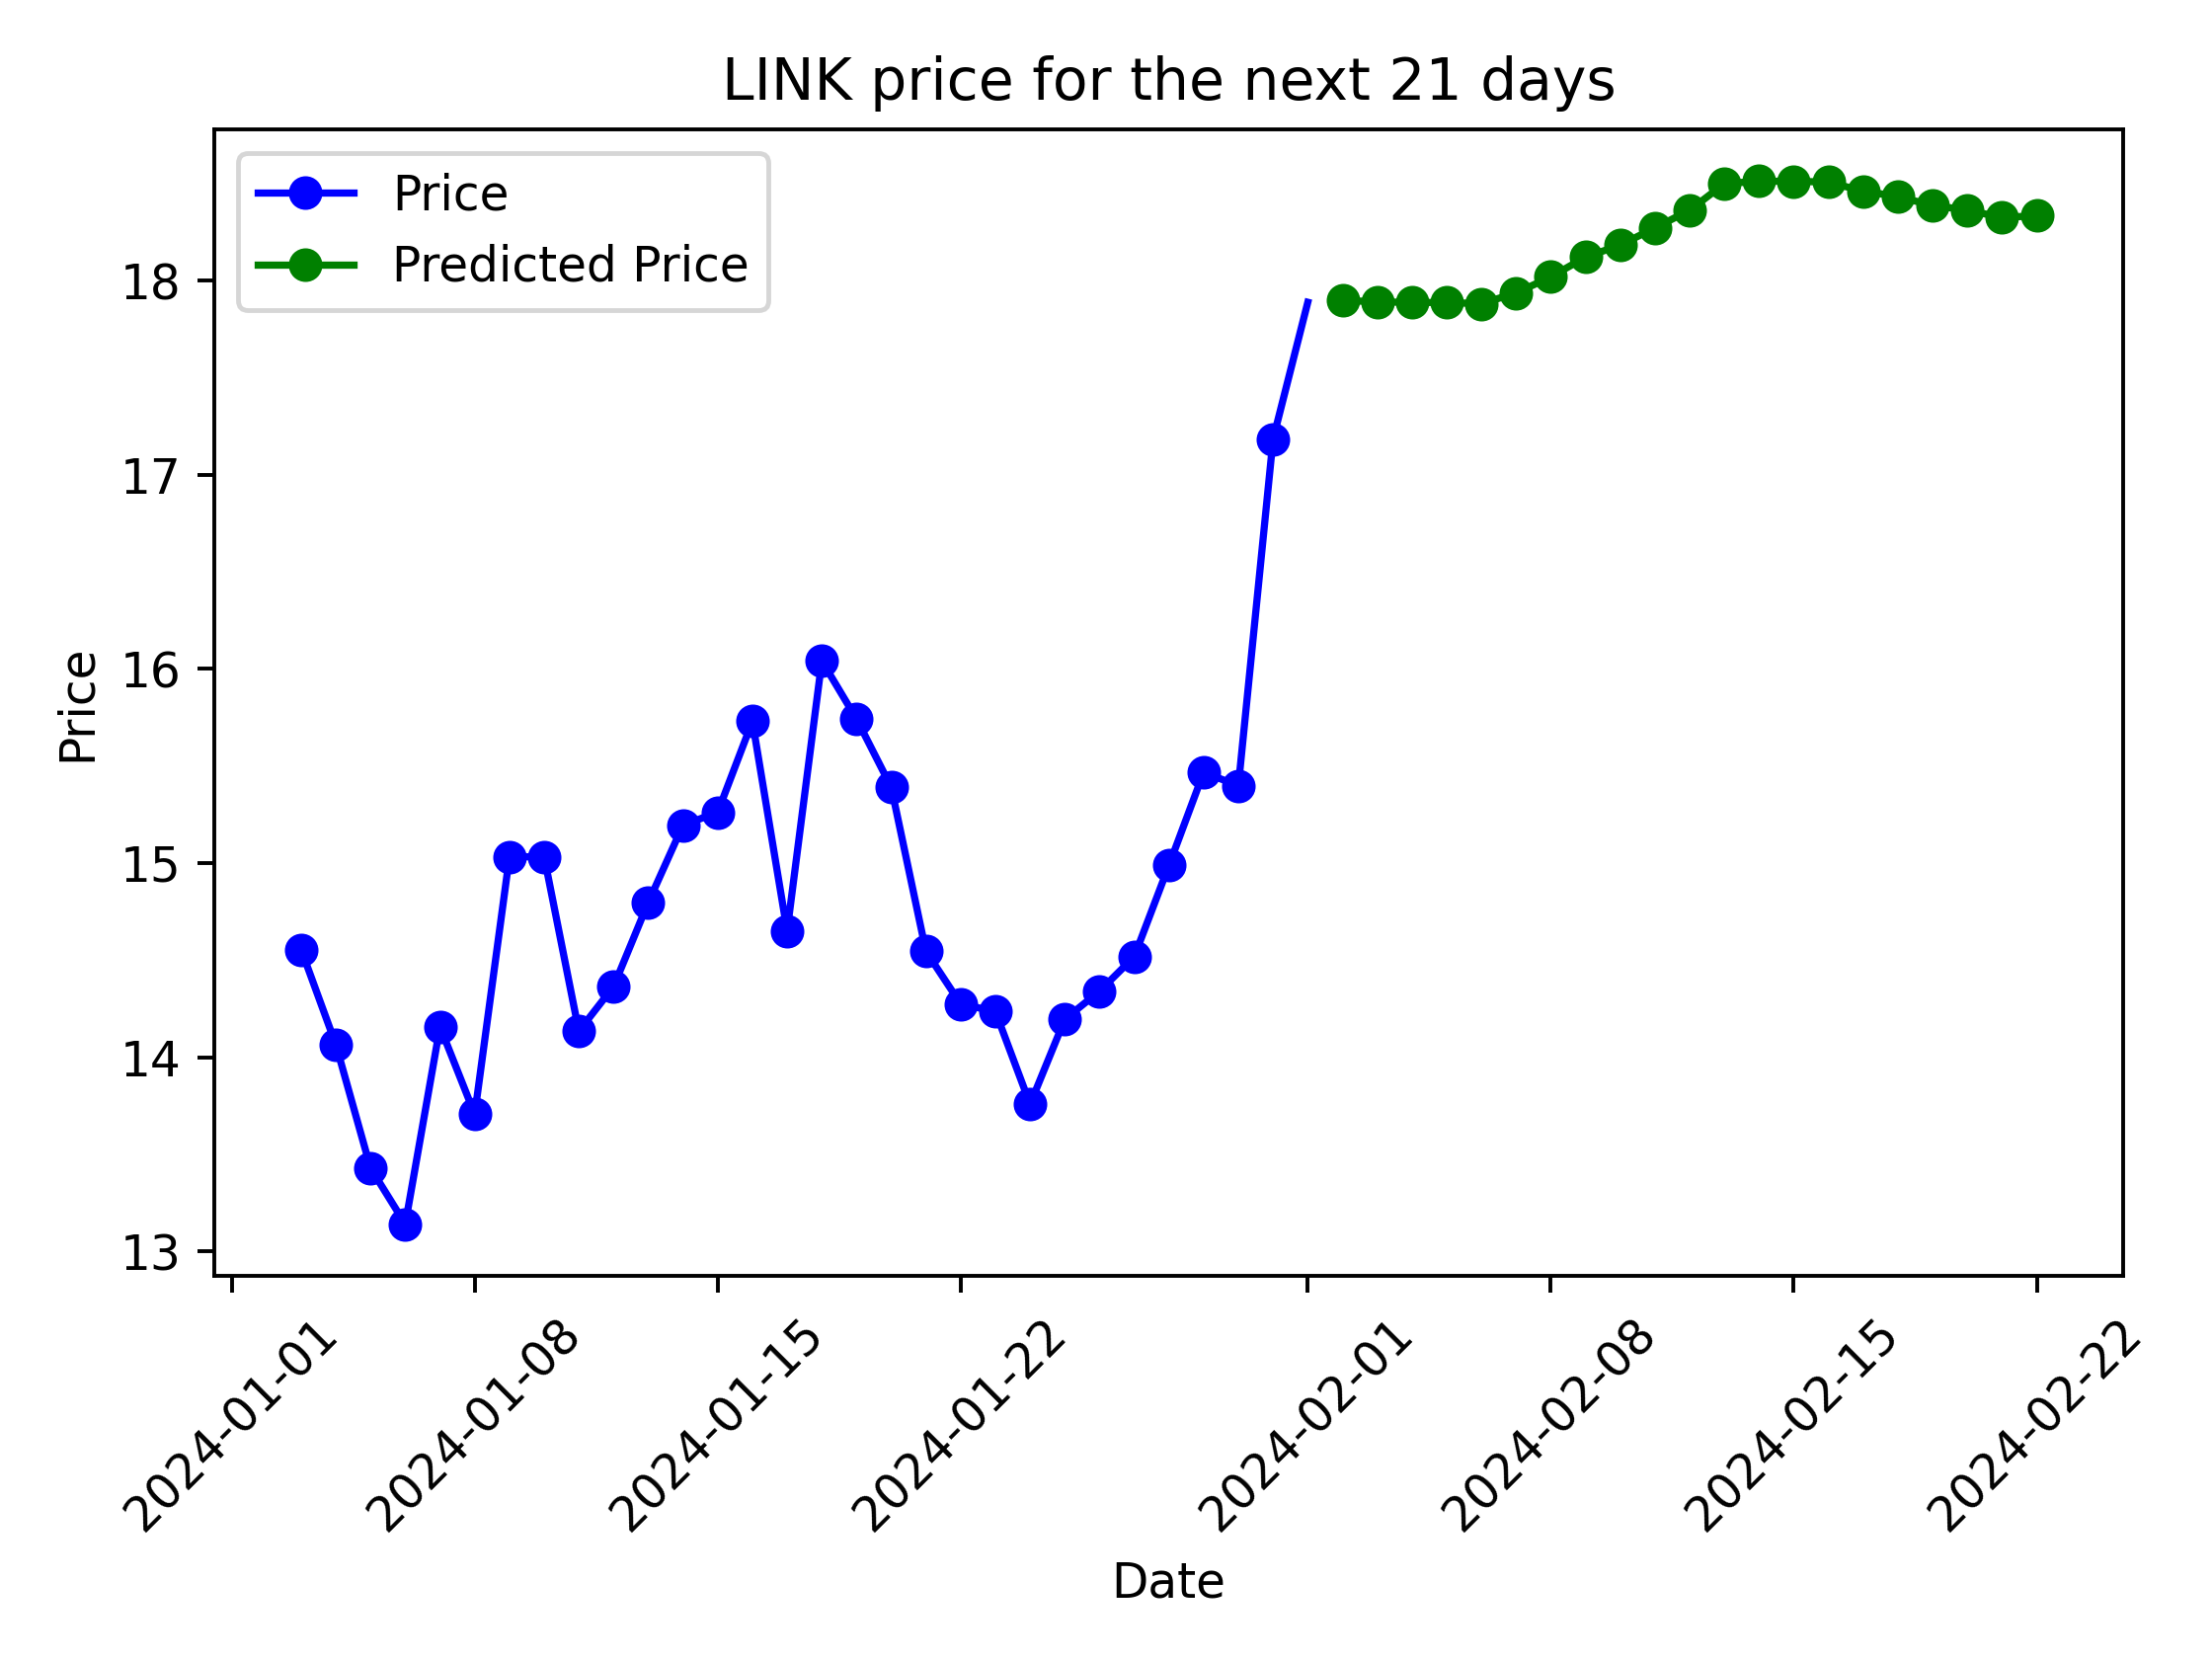 LINK price for the next 21 days
Price
Predicted Price
18
17
16
15
14
13
Price
2024-01-01
2024-01-08
2024-01-15
2024-01-22
2024-02-01
2024-02-08
2024-02-15
2024-02-22
Date